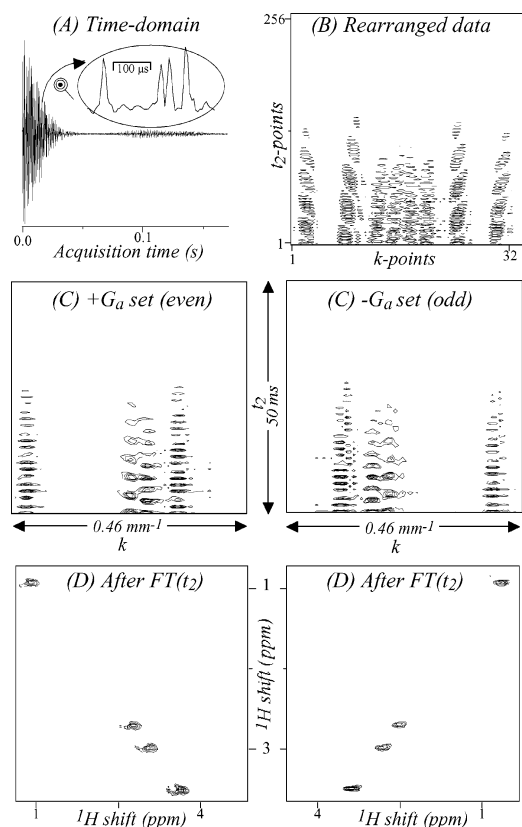 (A) Time-domain
100 µs
0.0
0.1
Acquisition time (s)
(B) Rearranged data
256
t2-points
1
1
32
k-points
(C) +Ga set (even)
(C) -Ga set (odd)
t2
50 ms
0.46 mm-1
k
0.46 mm-1
k
(D) After FT(t2)
(D) After FT(t2)
1
3
1H shift (ppm)
1
4
1H shift (ppm)
4
1
1H shift (ppm)